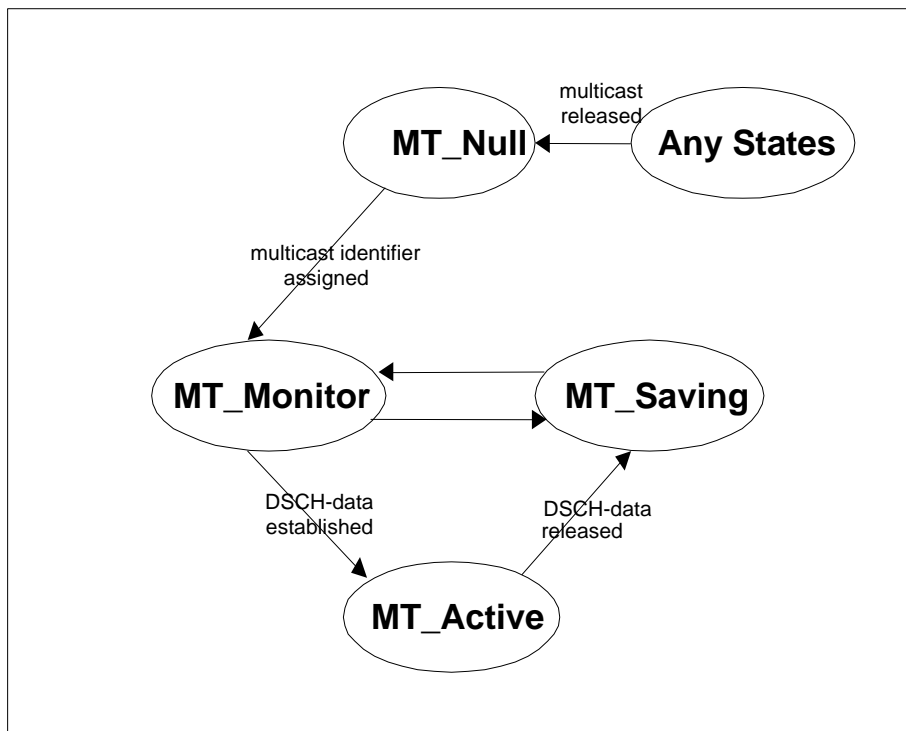 multicast
released
MT_Null
Any States
multicast identifier
assigned
MT_Monitor
MT_Saving
DSCH-data
established
DSCH-data
released
MT_Active